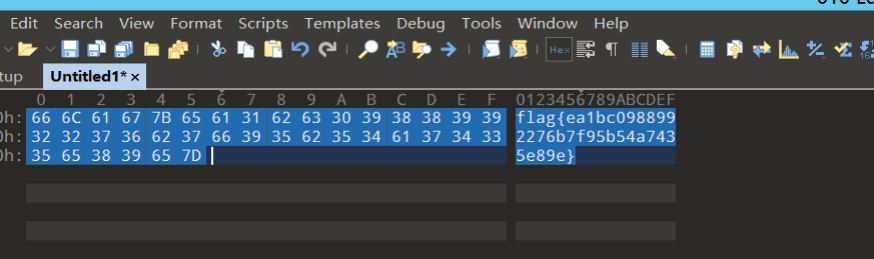 Edit Search View Format Scripts Templates Debug Tools Window Help
Hex
tup Untitled1* ×
0 1 2 3 4 5 6 7 8 9 A B C D E F 0123456789ABCDEF
0h: 66 6C 61 67 7B 65 61 31 62 63 30 39 38 38 39 39 flag{ea1bc098899
0h: 32 32 37 36 62 37 66 39 35 62 35 34 61 37 34 33 2276b7f95b54a743
0h: 35 65 38 39 65 7D 5e89e}